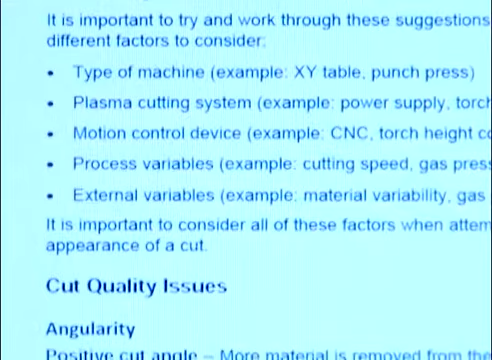 It is important to try and work through these suggestions
different factors to consider:
• Type of machine (example: XY table, punch press)
• Plasma cutting system (example: power supply, torch
• Motion control device (example: CNC, torch height
• Process variables (example: cutting speed, gas
• External variables (example: material variability, gas
It is important to consider all of these factors when
appearance of a cut.
Cut Quality Issues
Angularity
Positive cut angle – More material is removed from the